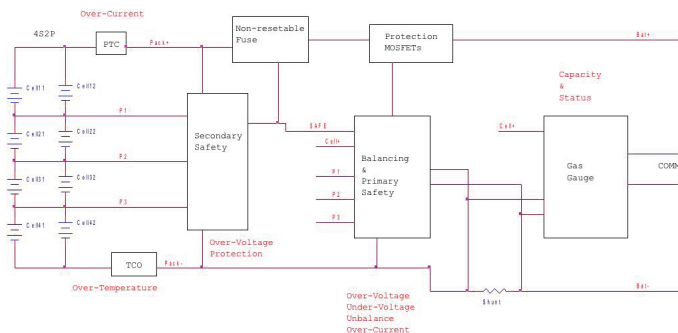 Over-Current
4S2P
PTC
Pack+
Non-resetable
Fuse
Protection
MOSFETs
Bat+
Cell11
Cell12
P1
Cell21
Cell22
P2
Cell31
Cell32
P3
Cell41
Cell42
Secondary
Safety
SAFE
Cell+
P1
P2
P3
Balancing
&
Primary
Safety
Capacity
&
Status
Cell+
Gas
Gauge
COMM
TCO
Pack-
Over-Temperature
Over-Voltage
Protection
Over-Voltage
Under-Voltage
Unbalance
Over-Current
Shunt
Bat-